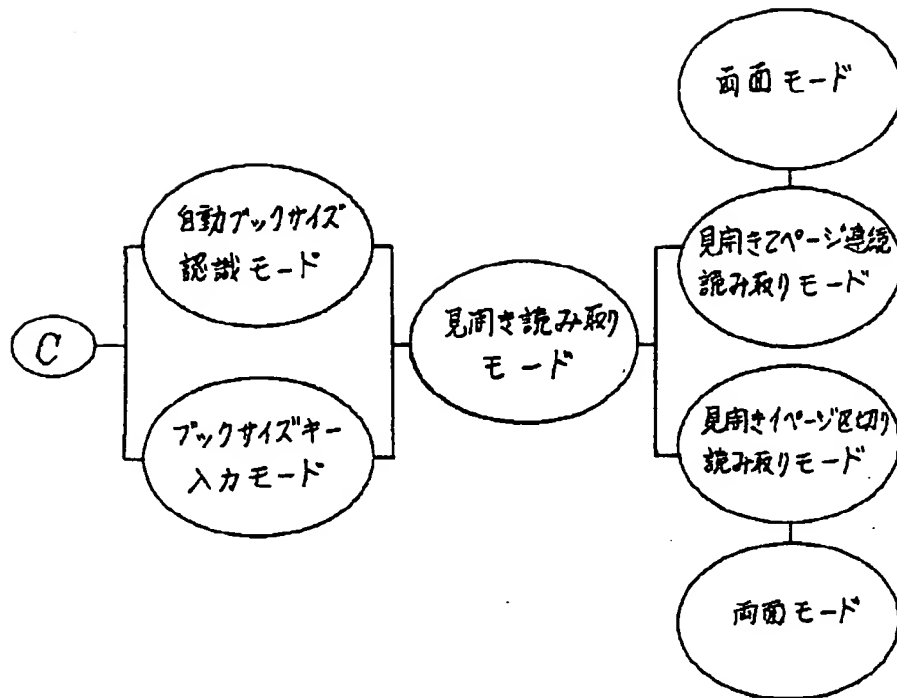 両面モード
自動ブックサイズ
認識モード
見開き2ページ連続
読み取りモード
C
見開き読み取り
モード
ブックサイズキー
入力モード
見開き1ページ区切り
読み取りモード
両面モード